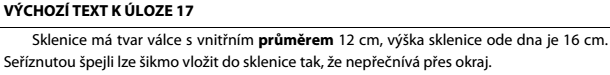 VÝCHOZÍ TEXT K ÚLOZE 17
Sklenice má tvar válce s vnitřním průměrem 12 cm, výška sklenice ode dna je 16 cm.
Seříznutou špejli lze šikmo vložit do sklenice tak, že nepřečnívá přes okraj.